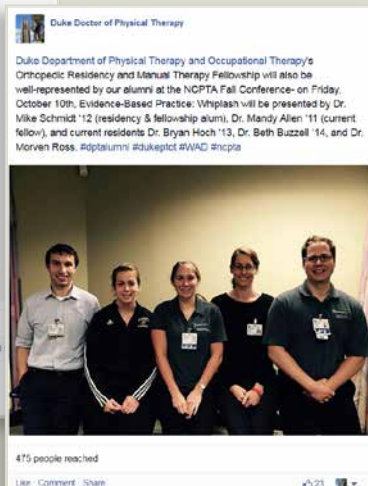 Duke Doctor of Physical Therapy
Duke Department of Physical Therapy and Occupational Therapy's
Orthopedic Residency and Manual Therapy Fellowship will also be
well-represented by our alumni at the NCPTA Fall Conference- on Friday,
October 10th, Evidence-Based Practice: Whiplash will be presented by Dr.
Mike Schmidt '12 (residency & fellowship alum), Dr. Mandy Allen '11 (current
fellow), and current residents Dr. Bryan Hoch '13, Dr. Beth Buzzell '14, and Dr.
Morven Ross. #dptalumni #dukeptot #WAD #ncpta
475 people reached
Like Comment Share 23